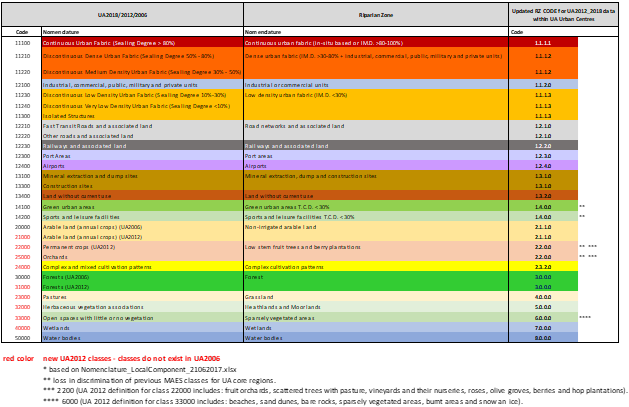 UA2018/2012/2006 Riparian Zone Updated RZ CODE for UA2012_2018 data
within UA Urban Centres
Code Nomendature Nomendature Code
11100 Continuous Urban Fabric (Sealing Degree > 80%) Continuous urban fabric (in-situ based or IM.D. >80-100%) 1.1.1.1
11210 Discontinuous Dense Urban Fabric (Sealing Degree 50% - 80%) Dense urban fabric (IM.D. >30-80% + industrial, commercial, public, military and private units) 1.1.1.2
11220 Discontinuous Medium Density Urban Fabric (Sealing Degree 30% - 50%) 1.1.1.2
12100 Industrial, commercial, public, military and private units Industrial or commercial units 1.1.2.0
11230 Discontinuous Low Density Urban Fabric (Sealing Degree 10%-30%) Low density urban fabric (IM.D. <30%) 1.1.1.3
11240 Discontinuous Very low Density Urban Fabric (Sealing Degree <10%) 1.1.1.3
11300 Isolated Structures 1.1.1.3
12210 Fast Transit Roads and associated land Road networks and associated land 1.2.1.0
12220 Other roads and associated land 1.2.1.0
12230 Railways and associated land Railways and associated land 1.2.2.0
12300 Port Areas Port areas 1.2.3.0
12400 Airports Airports 1.2.4.0
13100 Mineral extraction and dump sites Mineral extraction, dump and construction sites 1.3.1.0
13300 Construction sites 1.3.1.0
13400 Land without current use Land without current use 1.3.2.0
14100 Green urban areas Green urban areas T.C.D. <30% 1.4.0.0 **
14200 Sports and leisure facilities Sports and leisure facilities T.C.D. <30% 1.4.0.0 **
20000 Arable land (annual crops) (UA2006) Non-irrigated arable land 2.1.1.0
21000 Arable land (annual crops) (UA2012) 2.1.1.0
22000 Permanent crops (UA2012) Low stem fruit trees and berry plantations 2.2.0.0 ** ***
25000 Orchards 2.2.0.0 ** ***
24000 Complex and mixed cultivation patterns Complex cultivation patterns 2.3.2.0
30000 Forests (UA2006) Forest 3.0.0.0
31000 Forests (UA2012) 3.0.0.0
23000 Pastures Grassland 4.0.0.0
32000 Herbaceous vegetation associations Heathlands and Moorlands 5.0.0.0
33000 Open spaces with little or no vegetation Sparsely vegetated areas 6.0.0.0 ****
40000 Wetlands Wetlands 7.0.0.0
50000 Water bodies Water bodies 8.0.0.0
red color new UA2012 classes - classes do not exist in UA2006
* based on Nomenclature_LocalComponent_21062017.xlsx
** loss in discrimination of previous MAES classes for UA core regions.
*** 2200 (UA 2012 definition for class 22000 includes: fruit orchards, scattered trees with pasture, vineyards and their nurseries, roses, olive groves, berries and hop plantations).
**** 6000 (UA 2012 definition for class 33000 includes: beaches, sand dunes, bare rocks, sparsely vegetated areas, burnt areas and snow an ice).